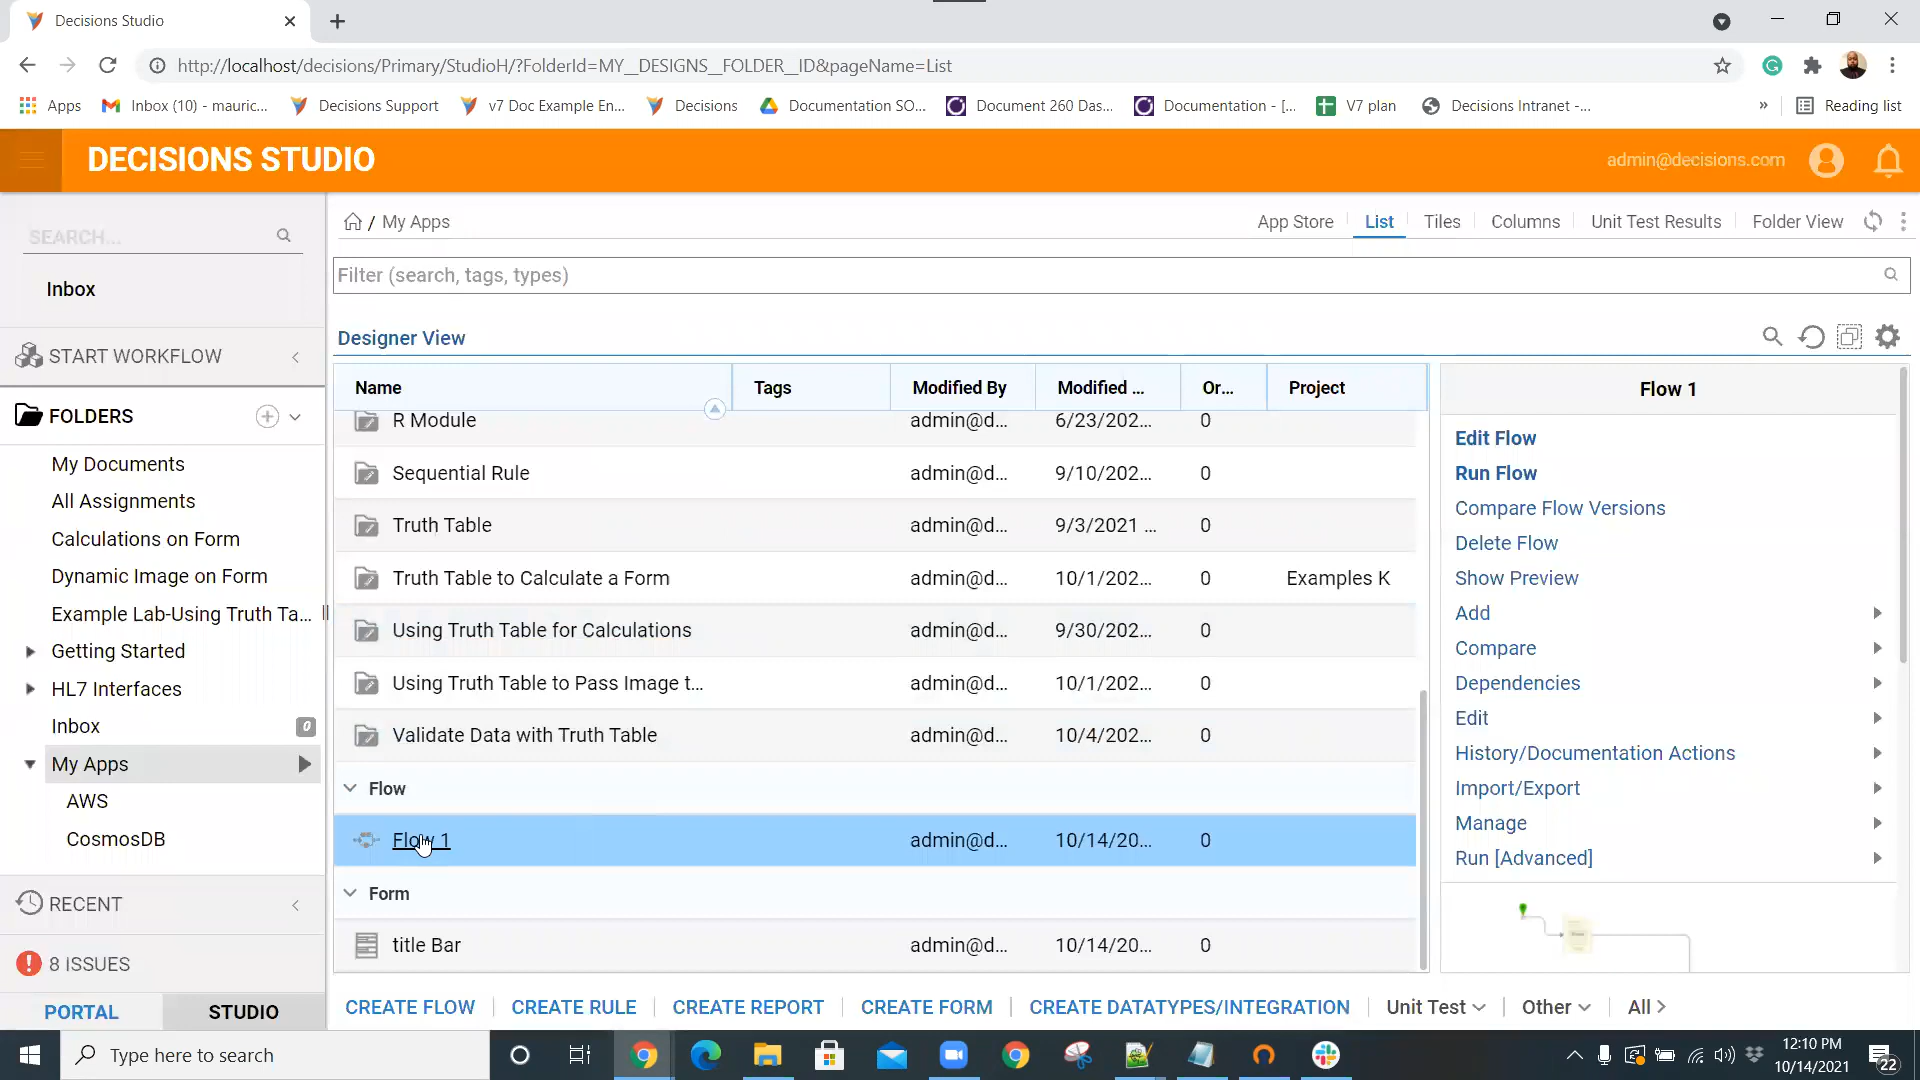 Decisions Studio
http://localhost/decisions/Primary/StudioH/?FolderId=MY__DESIGNS__FOLDER__ID&pageName=List
Apps Inbox (10) - mauric... Decisions Support v7 Doc Example En... Decisions Documentation SO... Document 260 Das... Documentation - [... V7 plan Decisions Intranet -... » Reading list
DECISIONS STUDIO admin@decisions.com
SEARCH...
Inbox
START WORKFLOW
FOLDERS
My Documents
All Assignments
Calculations on Form
Dynamic Image on Form
Example Lab-Using Truth Ta...
Getting Started
HL7 Interfaces
Inbox 0
My Apps
AWS
CosmosDB
RECENT
8 ISSUES
PORTAL STUDIO
/ My Apps App Store List Tiles Columns Unit Test Results Folder View
Filter (search, tags, types)
Designer View
Name Tags Modified By Modified ... Or... Project
R Module admin@d... 6/23/202... 0
Sequential Rule admin@d... 9/10/202... 0
Truth Table admin@d... 9/3/2021 ... 0
Truth Table to Calculate a Form admin@d... 10/1/202... 0 Examples K
Using Truth Table for Calculations admin@d... 9/30/202... 0
Using Truth Table to Pass Image t... admin@d... 10/1/202... 0
Validate Data with Truth Table admin@d... 10/4/202... 0
Flow
Flow 1 admin@d... 10/14/20... 0
Form
title Bar admin@d... 10/14/20... 0
Flow 1
Edit Flow
Run Flow
Compare Flow Versions
Delete Flow
Show Preview
Add
Compare
Dependencies
Edit
History/Documentation Actions
Import/Export
Manage
Run [Advanced]
CREATE FLOW CREATE RULE CREATE REPORT CREATE FORM CREATE DATATYPES/INTEGRATION Unit Test Other All
Type here to search
12:10 PM
10/14/2021
22